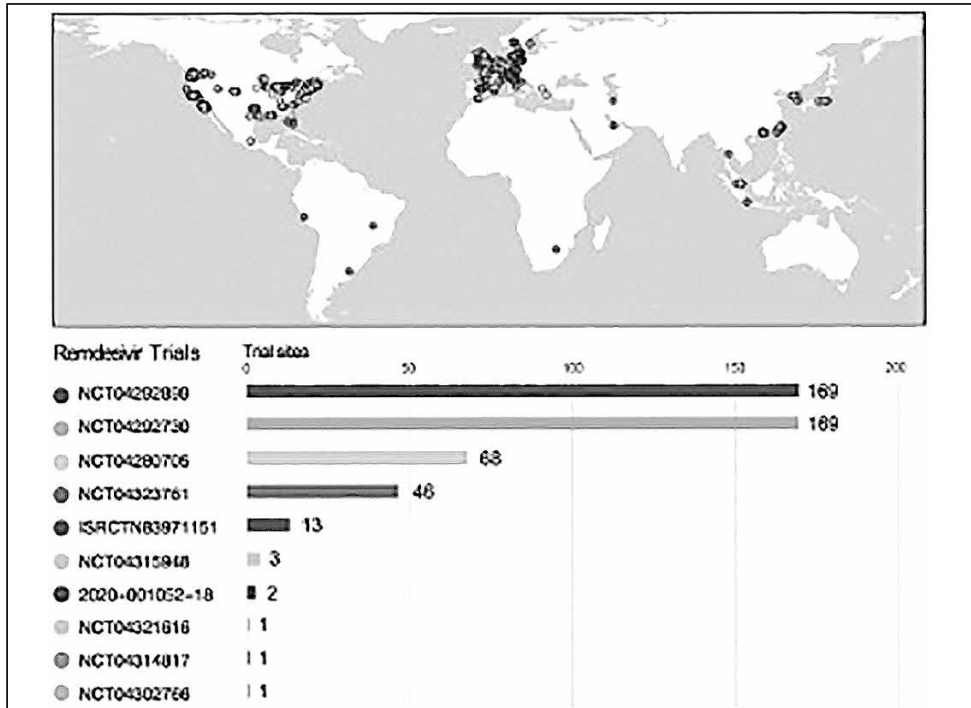 Remdesivir Trials Trial sites
0 50 100 150 200
NCT04292899 169
NCT04292730 169
NCT04280705 68
NCT04323761 46
ISRCTN83971151 13
NCT04315948 3
2020-001052-18 2
NCT04321616 1
NCT04314817 1
NCT04302766 1